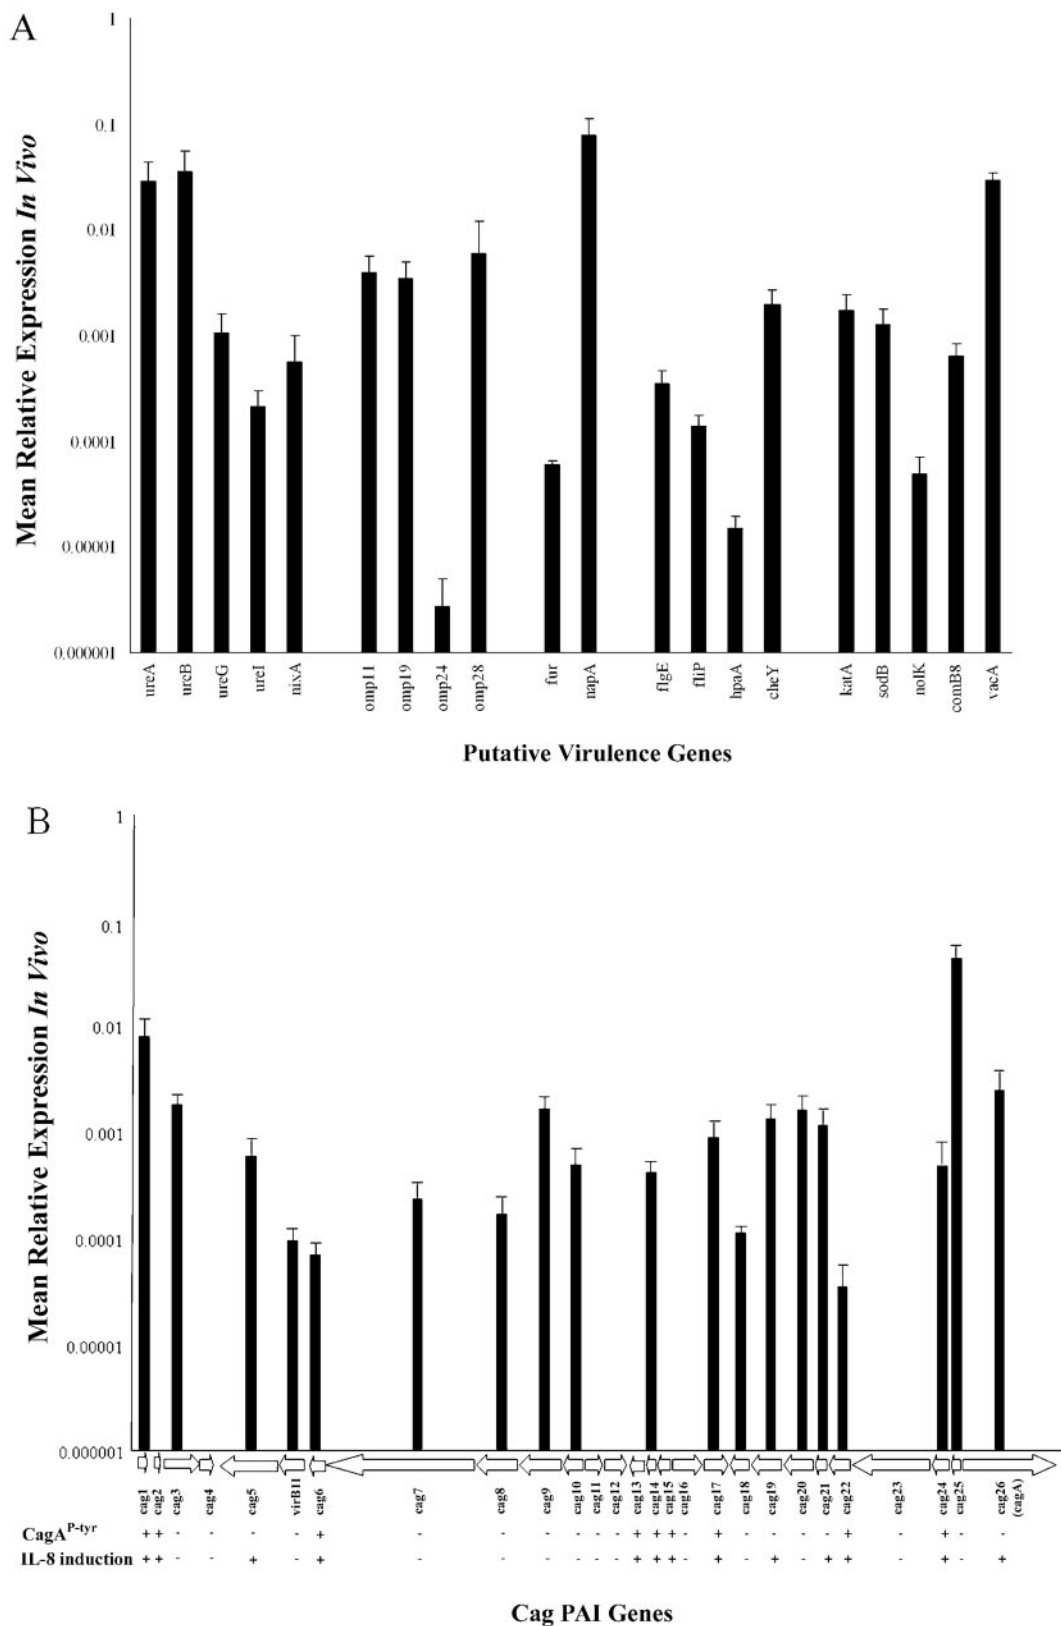 A
Mean Relative Expression In Vivo
1
0.1
0.01
0.001
0.0001
0.00001
0.000001
ureA
ureB
ureG
ureI
nixA
omp11
omp19
omp24
omp28
fur
napA
flgE
fliP
hpaA
cheY
katA
sodB
nolK
comB8
vacA
Putative Virulence Genes
B
Mean Relative Expression In Vivo
1
0.1
0.01
0.001
0.0001
0.00001
0.000001
cag1
cag2
cag3
cag4
cag5
virB11
cag6
cag7
cag8
cag9
cag10
cag11
cag12
cag13
cag14
cag15
cag16
cag17
cag18
cag19
cag20
cag21
cag22
cag23
cag24
cag25
cag26
(cagA)
CagA P-tyr + + - - - - + - - - - - - + + + - + - - - - + - + - -
IL-8 induction + + - - + - + - - - - - - + + + - + - + - + + - + - +
Cag PAI Genes